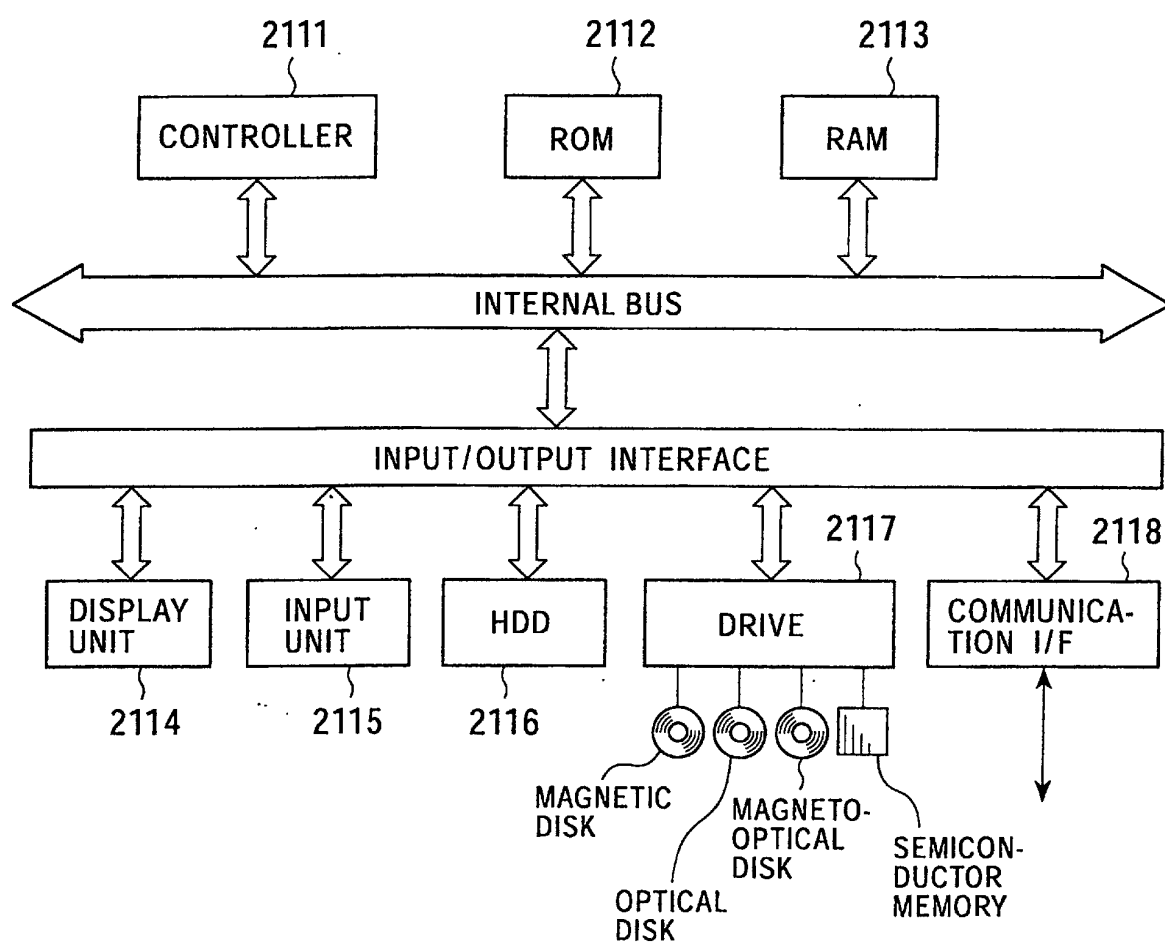 2111
2112
2113
CONTROLLER
ROM
RAM
INTERNAL BUS
INPUT/OUTPUT INTERFACE
2117
2118
DISPLAY
UNIT
INPUT
UNIT
HDD
DRIVE
COMMUNICA-
TION I/F
2114
2115
2116
MAGNETIC
DISK
OPTICAL
DISK
MAGNETO-
OPTICAL
DISK
SEMICON-
DUCTOR
MEMORY